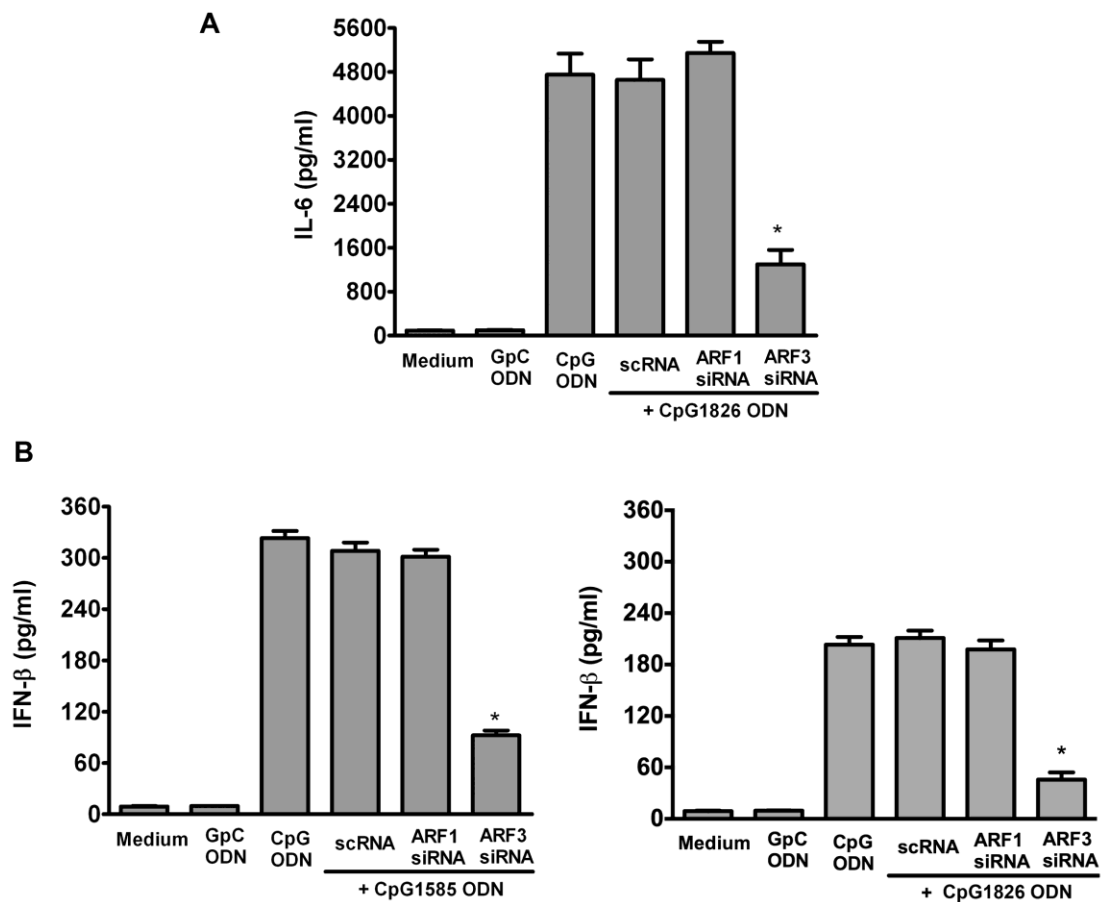 A
IL-6 (pg/ml)
5600
4800
4000
3200
2400
1600
800
0
*
Medium
GpC
ODN
CpG
ODN
scRNA
ARF1
siRNA
ARF3
siRNA
+ CpG1826 ODN
B
IFN-β (pg/ml)
360
300
240
180
120
60
0
*
Medium
GpC
ODN
CpG
ODN
scRNA
ARF1
siRNA
ARF3
siRNA
+ CpG1585 ODN
IFN-β (pg/ml)
360
300
240
180
120
60
0
*
Medium
GpC
ODN
CpG
ODN
scRNA
ARF1
siRNA
ARF3
siRNA
+ CpG1826 ODN